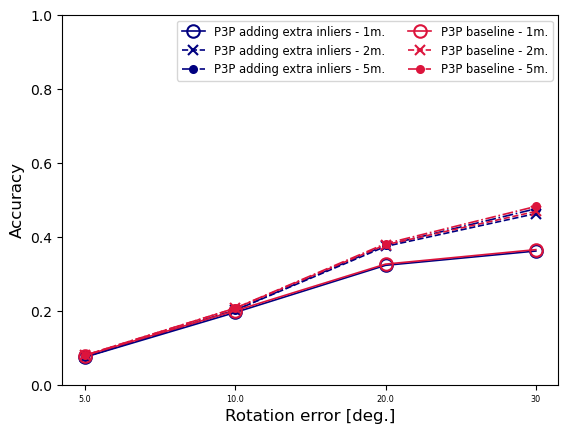 P3P adding extra inliers - 1m.
P3P adding extra inliers - 2m.
P3P adding extra inliers - 5m.
P3P baseline - 1m.
P3P baseline - 2m.
P3P baseline - 5m.
Accuracy
1.0
0.8
0.6
0.4
0.2
0.0
5.0 10.0 20.0 30
Rotation error [deg.]